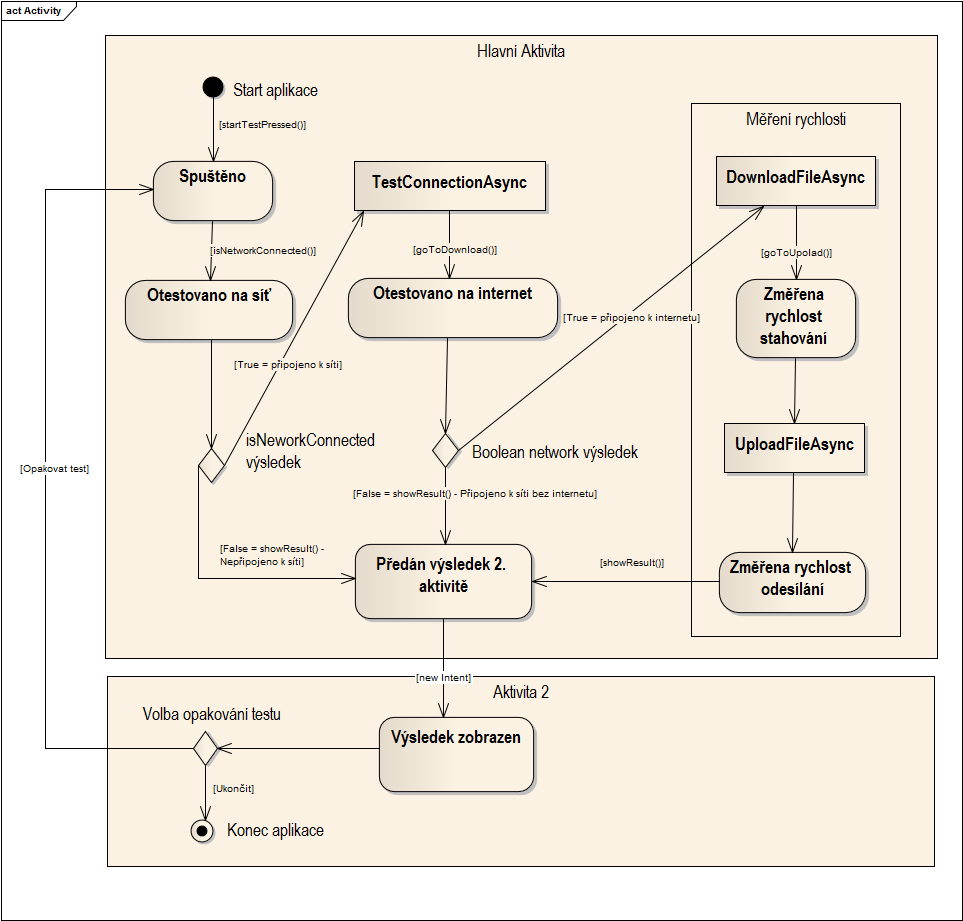 act Activity
Hlavní Aktivita
Start aplikace
[startTestPressed()]
Měření rychlosti
Spuštěno
TestConnectionAsync
DownloadFileAsync
[isNetworkConnected()]
[goToDownload()]
[goToUpolad()]
Otestováno na síť
Otestovano na internet
Změřena
rychlost
stahování
[True = připojeno k internetu]
[True = připojeno k síti]
isNeworkConnected
výsledek
Boolean network výsledek
UploadFileAsync
[Opakovat test]
[False = showResult() - Připojeno k síti bez internetu]
[False = showResult() -
Nepřipojeno k síti]
Předán výsledek 2.
aktivitě
[showResult()]
Změřena rychlost
odesílání
[new Intent]
Aktivita 2
Volba opakování testu
Výsledek zobrazen
[Ukončit]
Konec aplikace